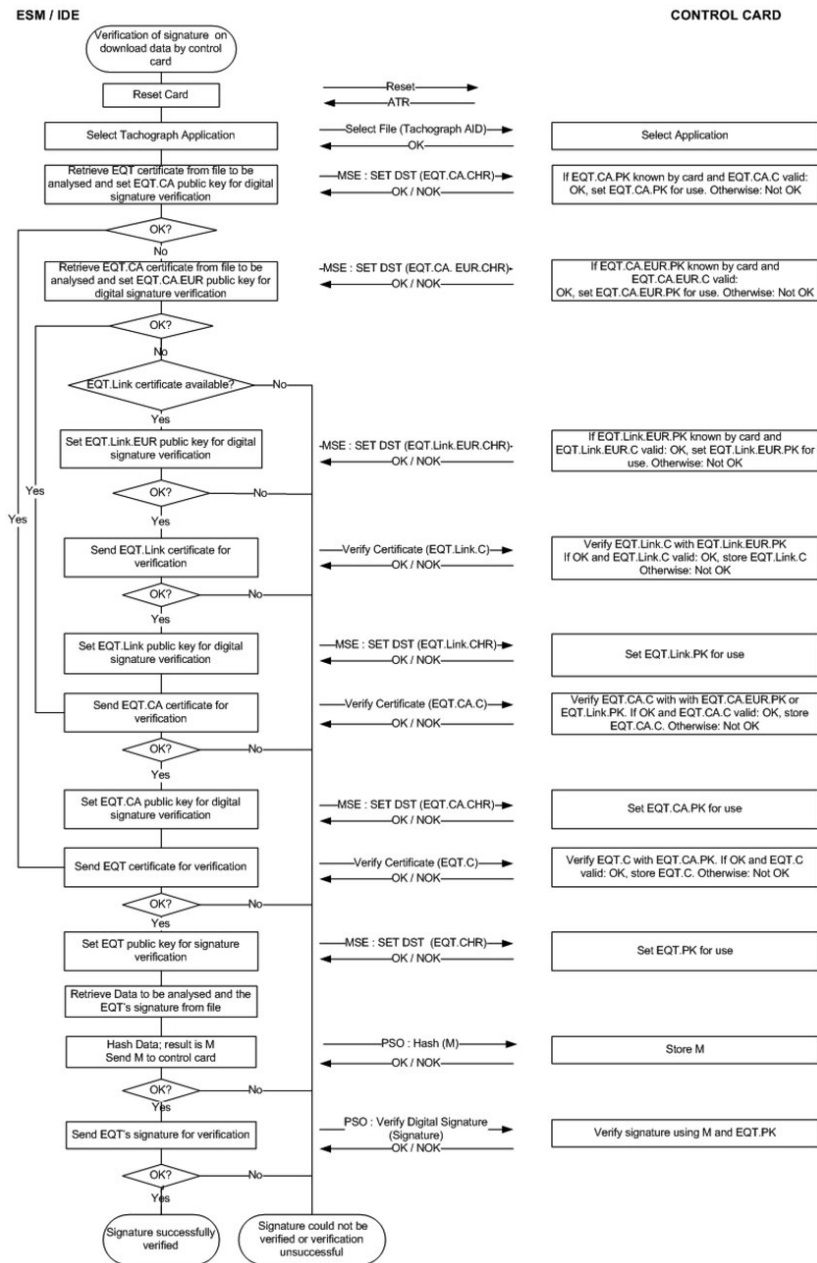 ESM / IDE
CONTROL CARD
Verification of signature on
download data by control
card
Reset Card
Reset
ATR
Select Tachograph Application
Select File (Tachograph AID)
OK
Select Application
Retrieve EQT certificate from file to be
analysed and set EQT.CA public key for digital
signature verification
MSE : SET DST (EQT.CA.CHR)
OK / NOK
If EQT.CA.PK known by card and EQT.CA.C valid:
OK, set EQT.CA.PK for use. Otherwise: Not OK
OK?
No
Retrieve EQT.CA certificate from file to be
analysed and set EQT.CA.EUR public key for
digital signature verification
MSE : SET DST (EQT.CA. EUR.CHR)
OK / NOK
If EQT.CA.EUR.PK known by card and
EQT.CA.EUR.C valid:
OK, set EQT.CA.EUR.PK for use. Otherwise: Not OK
OK?
No
EQT.Link certificate available?
No
Yes
Set EQT.Link.EUR public key for digital
signature verification
MSE : SET DST (EQT.Link.EUR.CHR)
OK / NOK
If EQT.Link.EUR.PK known by card and
EQT.Link.EUR.C valid: OK, set EQT.Link.EUR.PK for
use. Otherwise: Not OK
Yes
Yes
OK?
No
Yes
Send EQT.Link certificate for
verification
Verify Certificate (EQT.Link.C)
OK / NOK
Verify EQT.Link.C with EQT.Link.EUR.PK
If OK and EQT.Link.C valid: OK, store EQT.Link.C
Otherwise: Not OK
OK?
No
Yes
Set EQT.Link public key for digital
signature verification
MSE : SET DST (EQT.Link.CHR)
OK / NOK
Set EQT.Link.PK for use
Send EQT.CA certificate for
verification
Verify Certificate (EQT.CA.C)
OK / NOK
Verify EQT.CA.C with with EQT.CA.EUR.PK or
EQT.Link.PK. If OK and EQT.CA.C valid: OK, store
EQT.CA.C. Otherwise: Not OK
OK?
No
Yes
Set EQT.CA public key for digital
signature verification
MSE : SET DST (EQT.CA.CHR)
OK / NOK
Set EQT.CA.PK for use
Send EQT certificate for verification
Verify Certificate (EQT.C)
OK / NOK
Verify EQT.C with EQT.CA.PK. If OK and EQT.C
valid: OK, store EQT.C. Otherwise: Not OK
OK?
No
Yes
Set EQT public key for signature
verification
MSE : SET DST (EQT.CHR)
OK / NOK
Set EQT.PK for use
Retrieve Data to be analysed and the
EQT's signature from file
Hash Data; result is M
Send M to control card
PSO : Hash (M)
OK / NOK
Store M
OK?
No
Yes
Send EQT's signature for verification
PSO : Verify Digital Signature
(Signature)
OK / NOK
Verify signature using M and EQT.PK
OK?
No
Yes
Signature successfully
verified
Signature could not be
verified or verification
unsuccessful